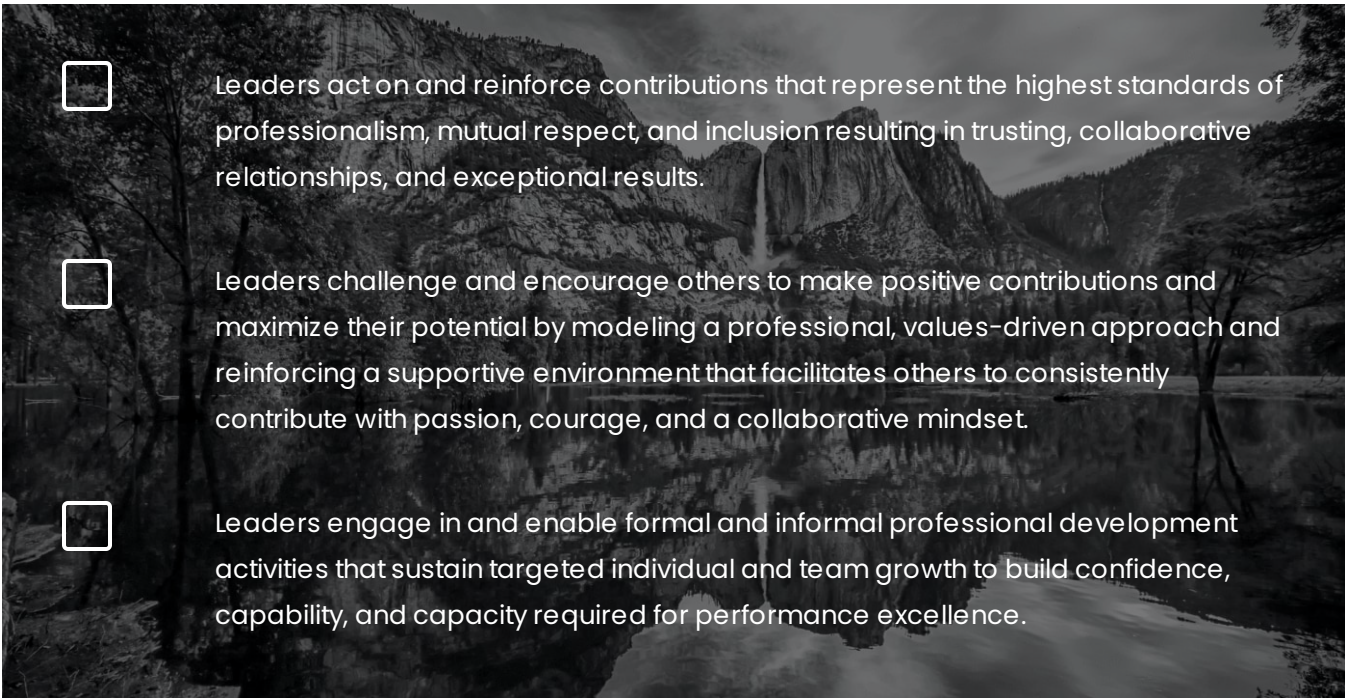 Leaders act on and reinforce contributions that represent the highest standards of
professionalism, mutual respect, and inclusion resulting in trusting, collaborative
relationships, and exceptional results.
Leaders challenge and encourage others to make positive contributions and
maximize their potential by modeling a professional, values-driven approach and
reinforcing a supportive environment that facilitates others to consistently
contribute with passion, courage, and a collaborative mindset.
Leaders engage in and enable formal and informal professional development
activities that sustain targeted individual and team growth to build confidence,
capability, and capacity required for performance excellence.